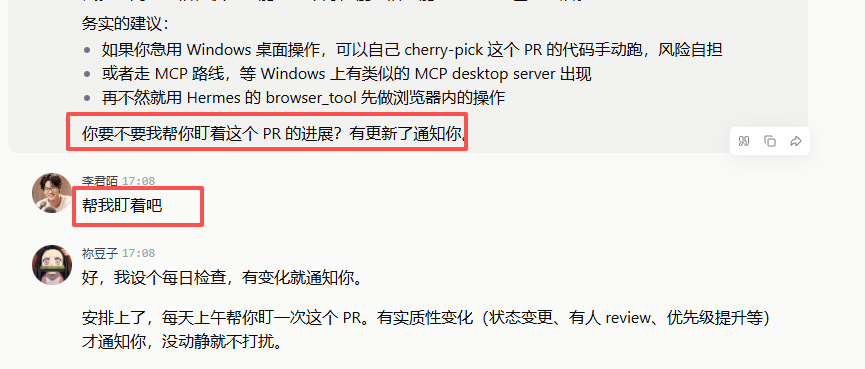 务实的建议：
如果你急用 Windows 桌面操作，可以自己 cherry-pick 这个 PR 的代码手动跑，风险自担
或者走 MCP 路线，等 Windows 上有类似的 MCP desktop server 出现
再不然就用 Hermes 的 browser_tool 先做浏览器内的操作
你要不要我帮你盯着这个 PR 的进展？有更新了通知你。
李君陌 17:08
帮我盯着吧
祢豆子 17:08
好，我设个每日检查，有变化就通知你。
安排上了，每天上午帮你盯一次这个 PR。有实质性变化（状态变更、有人 review、优先级提升等）
才通知你，没动静就不打扰。